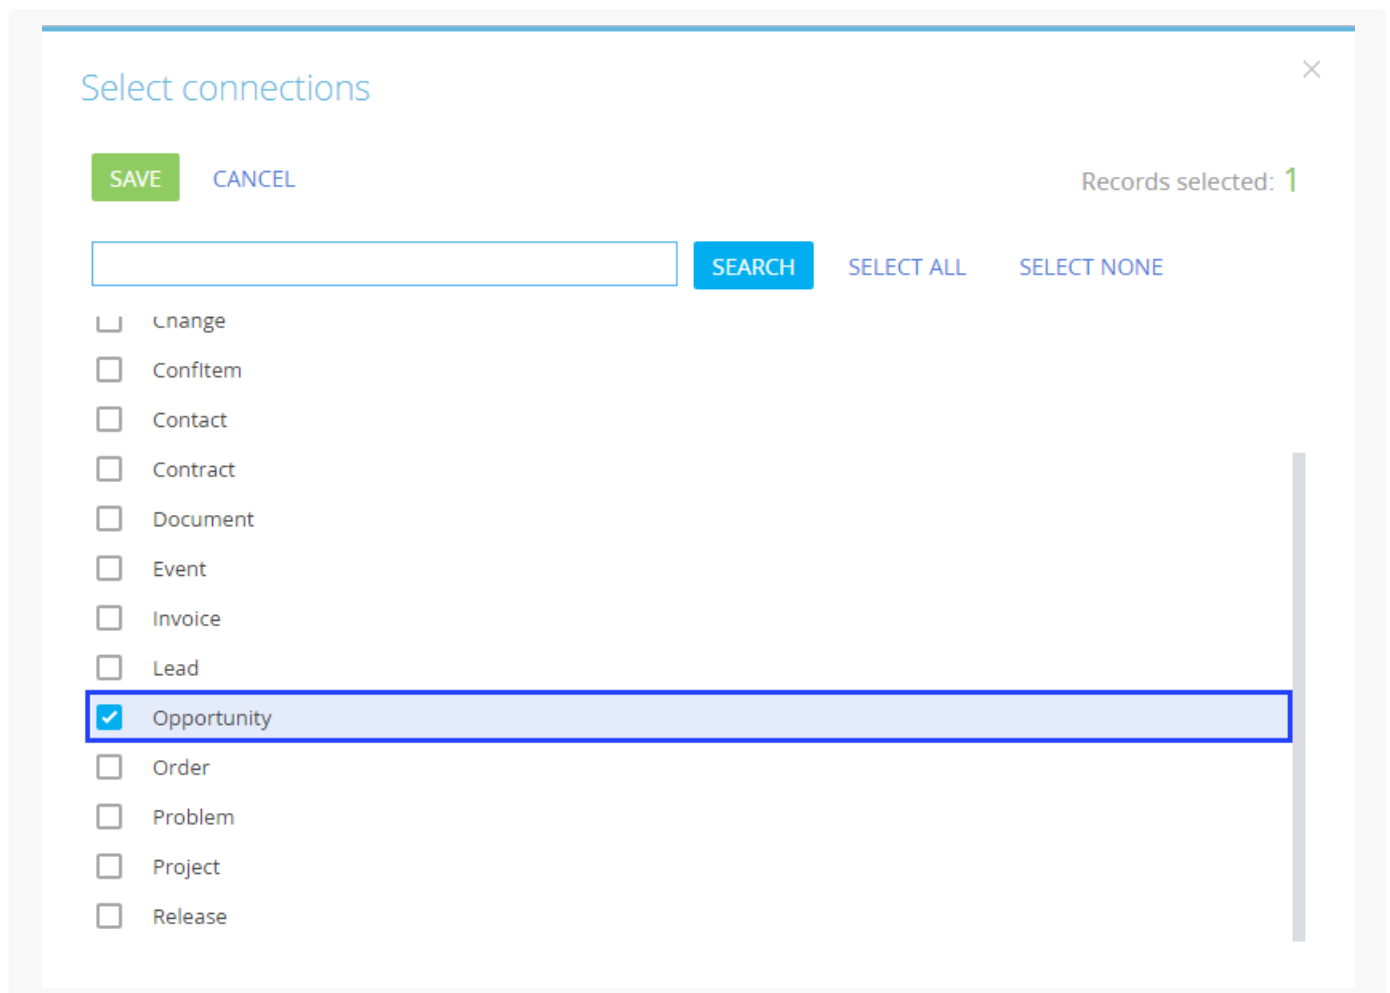 Select connections
SAVE CANCEL Records selected: 1
SEARCH SELECT ALL SELECT NONE
Change
ConfItem
Contact
Contract
Document
Event
Invoice
Lead
Opportunity
Order
Problem
Project
Release